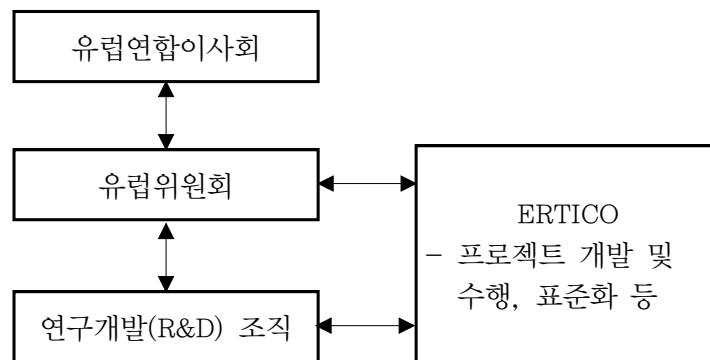 유럽연합이사회
유럽위원회
연구개발(R&D) 조직
ERTICO
- 프로젝트 개발 및
수행, 표준화 등